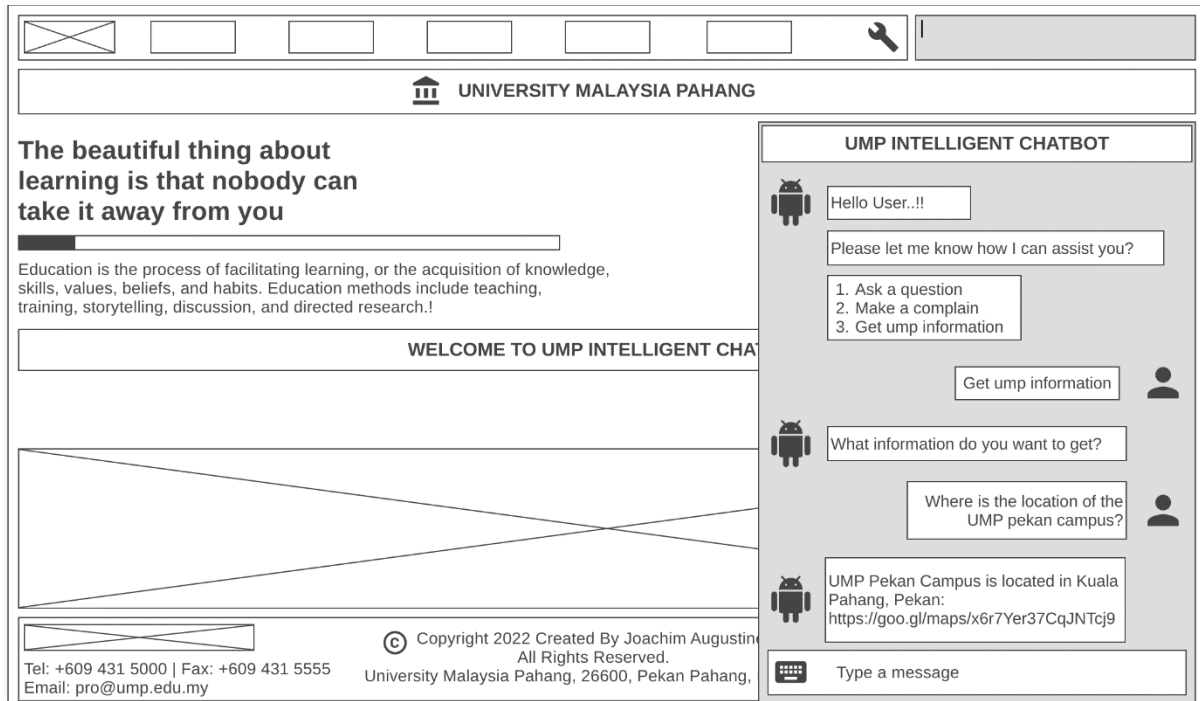 UNIVERSITY MALAYSIA PAHANG
The beautiful thing about
learning is that nobody can
take it away from you
Education is the process of facilitating learning, or the acquisition of knowledge,
skills, values, beliefs, and habits. Education methods include teaching,
training, storytelling, discussion, and directed research.!
WELCOME TO UMP INTELLIGENT
Tel: +609 431 5000 | Fax: +609 431 5555
Email: pro@ump.edu.my
© Copyright 2022 Created By Joachim Augustine
All Rights Reserved.
University Malaysia Pahang, 26600, Pekan Pahang,
UMP INTELLIGENT CHATBOT
Hello User..!!
Please let me know how I can assist you?
1. Ask a question
2. Make a complain
3. Get ump information
Get ump information
What information do you want to get?
Where is the location of the
UMP pekan campus?
UMP Pekan Campus is located in Kuala
Pahang, Pekan:
https://goo.gl/maps/x6r7Yer37CqJNTcj9
Type a message